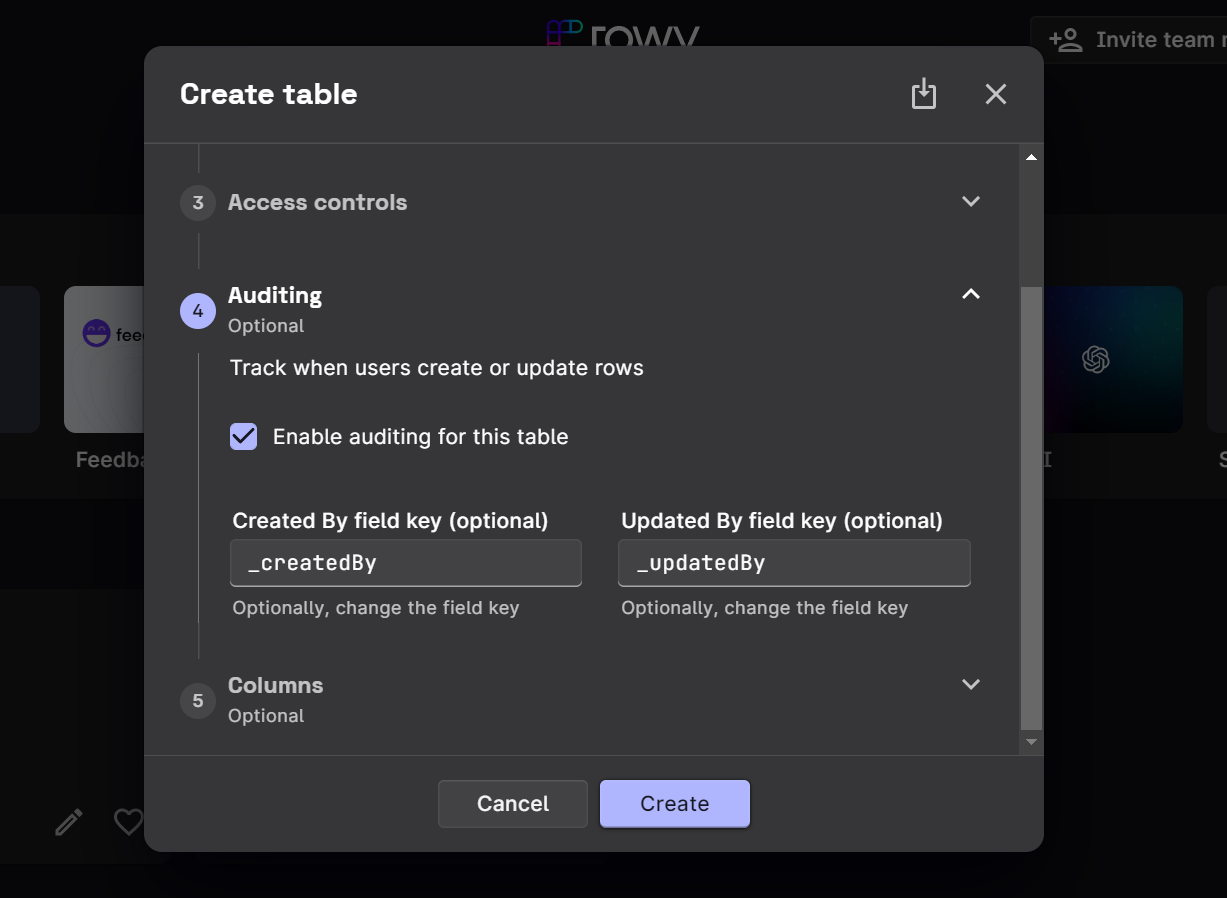 rowy
Invite team
Create table
3 Access controls
4 Auditing
Optional
Track when users create or update rows
Enable auditing for this table
Created By field key (optional) Updated By field key (optional)
_createdBy _updatedBy
Optionally, change the field key Optionally, change the field key
5 Columns
Optional
Cancel Create